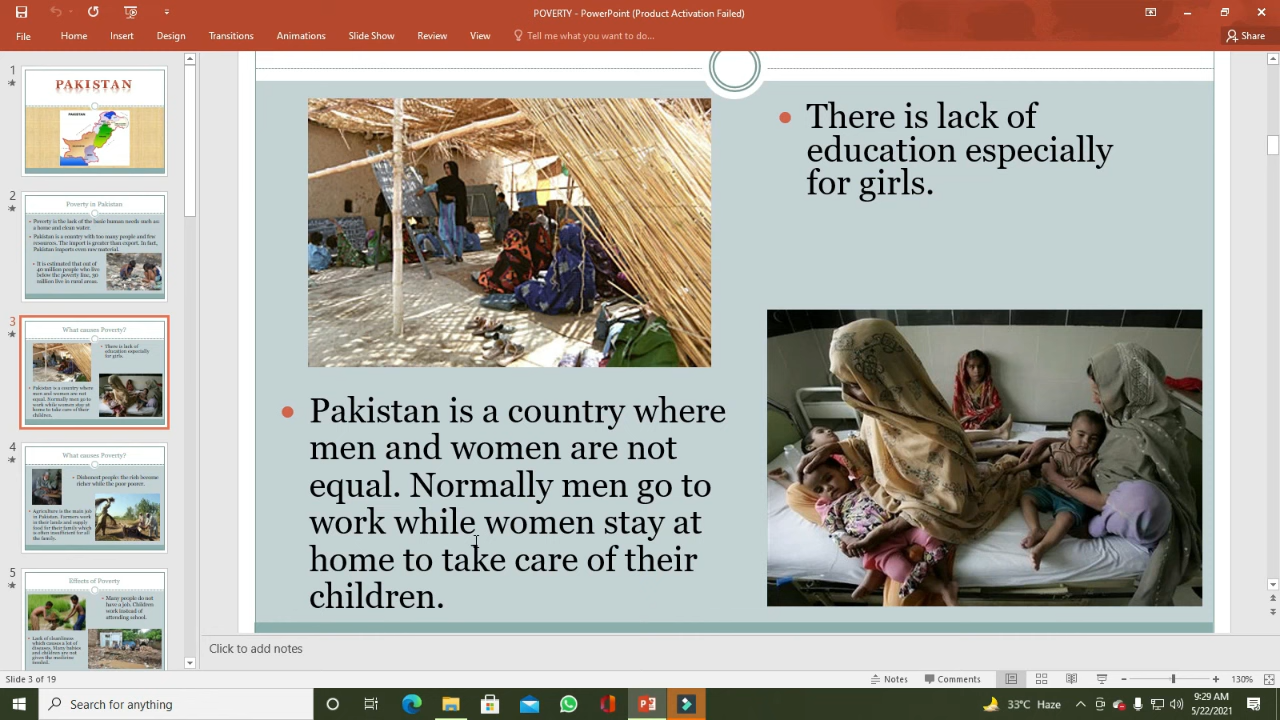 POVERTY - PowerPoint (Product Activation Failed)
File Home Insert Design Transitions Animations Slide Show Review View Tell me what you want to do... Share
1
PAKISTAN
2
Poverty in Pakistan
Poverty is the lack of the basic human needs such as
a home and clean water.
Pakistan is a country with too many people and few
resources. The import is greater than export. In fact,
Pakistan imports even raw material.
It is estimated that out of
40 million people who live
below the poverty line, 30
million live in rural areas.
3
What causes Poverty?
There is lack of
education especially
for girls.
Pakistan is a country where
men and women are not
equal. Normally men go to
work while women stay at
home to take care of their
children.
4
What causes Poverty?
Dishonest people: the rich become
richer while the poor poorer.
Agriculture is the main job
in Pakistan. Farmers work
in their lands and supply
food for their family which
is often insufficient for all
the family.
5
Effects of Poverty
Many people do not
have a job. Children
work instead of
attending school.
Lack of cleanliness
which causes a lot of
diseases. Many babies
and children are not
given the medicine
needed.
There is lack of
education especially
for girls.
Pakistan is a country where
men and women are not
equal. Normally men go to
work while women stay at
home to take care of their
children.
Click to add notes
Slide 3 of 19 Notes Comments 130%
Search for anything 33°C Haze 9:29 AM
5/22/2021